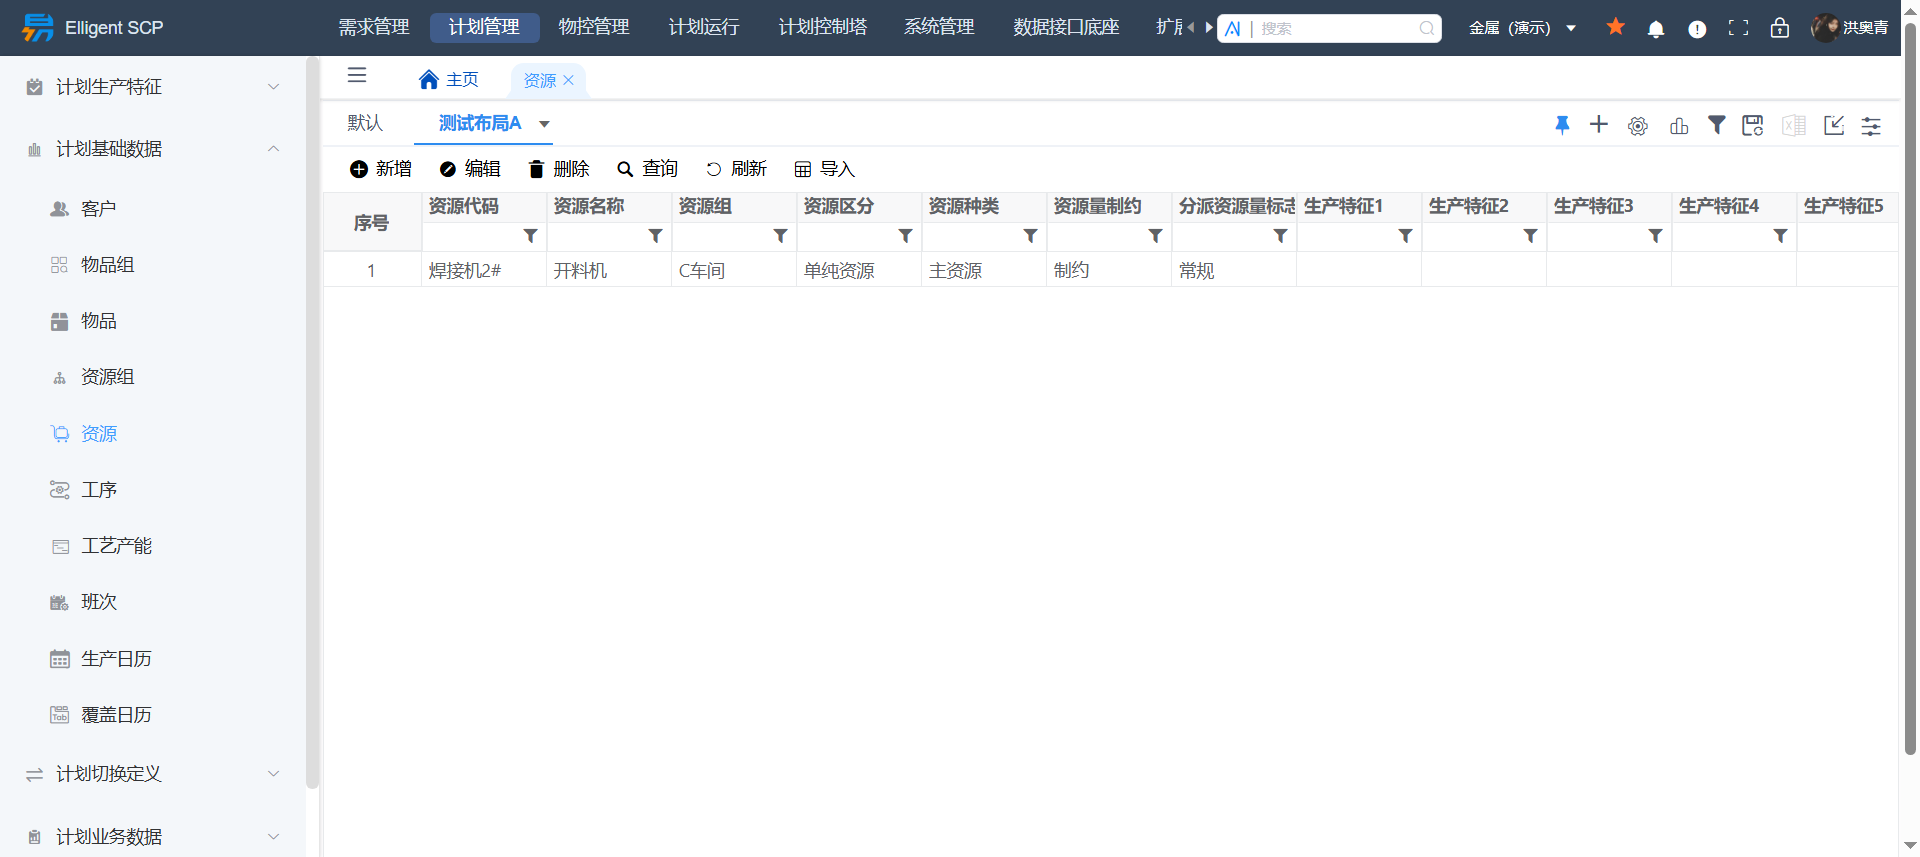 Elligent SCP
需求管理
计划管理
物控管理
计划运行
计划控制塔
系统管理
数据接口底座
搜索
金属（演示）
洪奥青
计划生产特征
计划基础数据
客户
物品组
物品
资源组
资源
工序
工艺产能
班次
生产日历
Tab
覆盖日历
计划切换定义
计划业务数据
主页
资源
默认
测试布局A
新增
编辑
删除
查询
刷新
导入
序号
资源代码
资源名称
资源组
资源区分
资源种类
资源量制约
分派资源量标志
生产特征1
生产特征2
生产特征3
生产特征4
生产特征5
1
焊接机2#
开料机
C车间
单纯资源
主资源
制约
常规